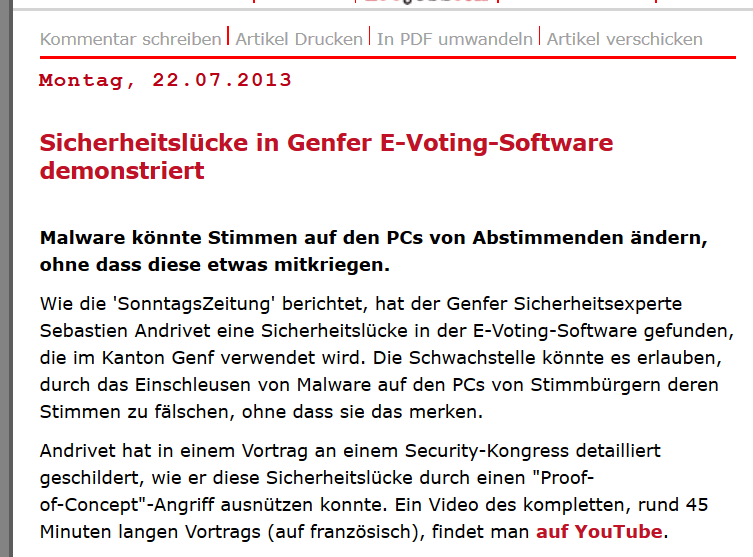 Kommentar schreiben | Artikel Drucken | In PDF umwandeln | Artikel verschicken
Montag, 22.07.2013
Sicherheitslücke in Genfer E-Voting-Software
demonstriert
Malware könnte Stimmen auf den PCs von Abstimmenden ändern,
ohne dass diese etwas mitkriegen.
Wie die 'SonntagsZeitung' berichtet, hat der Genfer Sicherheitsexperte
Sebastien Andrivet eine Sicherheitslücke in der E-Voting-Software gefunden,
die im Kanton Genf verwendet wird. Die Schwachstelle könnte es erlauben,
durch das Einschleusen von Malware auf den PCs von Stimmbürgern deren
Stimmen zu fälschen, ohne dass sie das merken.
Andrivet hat in einem Vortrag an einem Security-Kongress detailliert
geschildert, wie er diese Sicherheitslücke durch einen "Proof-
of-Concept"-Angriff ausnützen konnte. Ein Video des kompletten, rund 45
Minuten langen Vortrags (auf französisch), findet man auf YouTube.